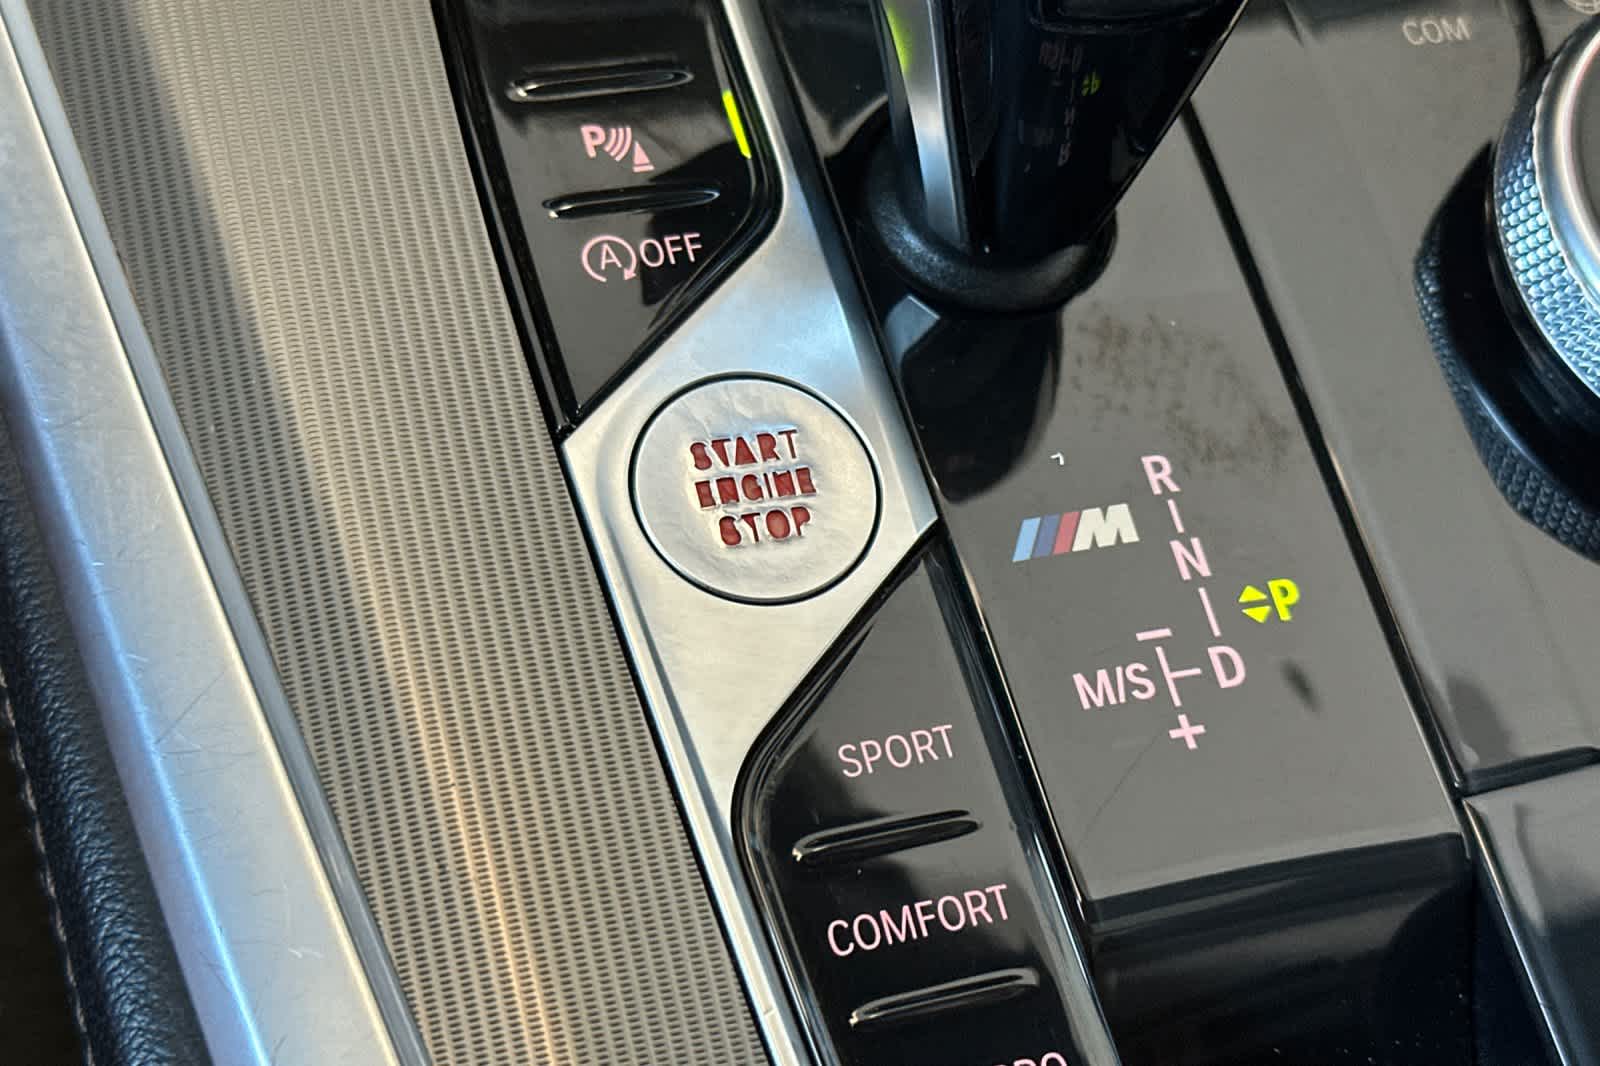 COM
P
A OFF
START
ENGINE
STOP
M
R
N
P
D
M/S
–
+
SPORT
COMFORT